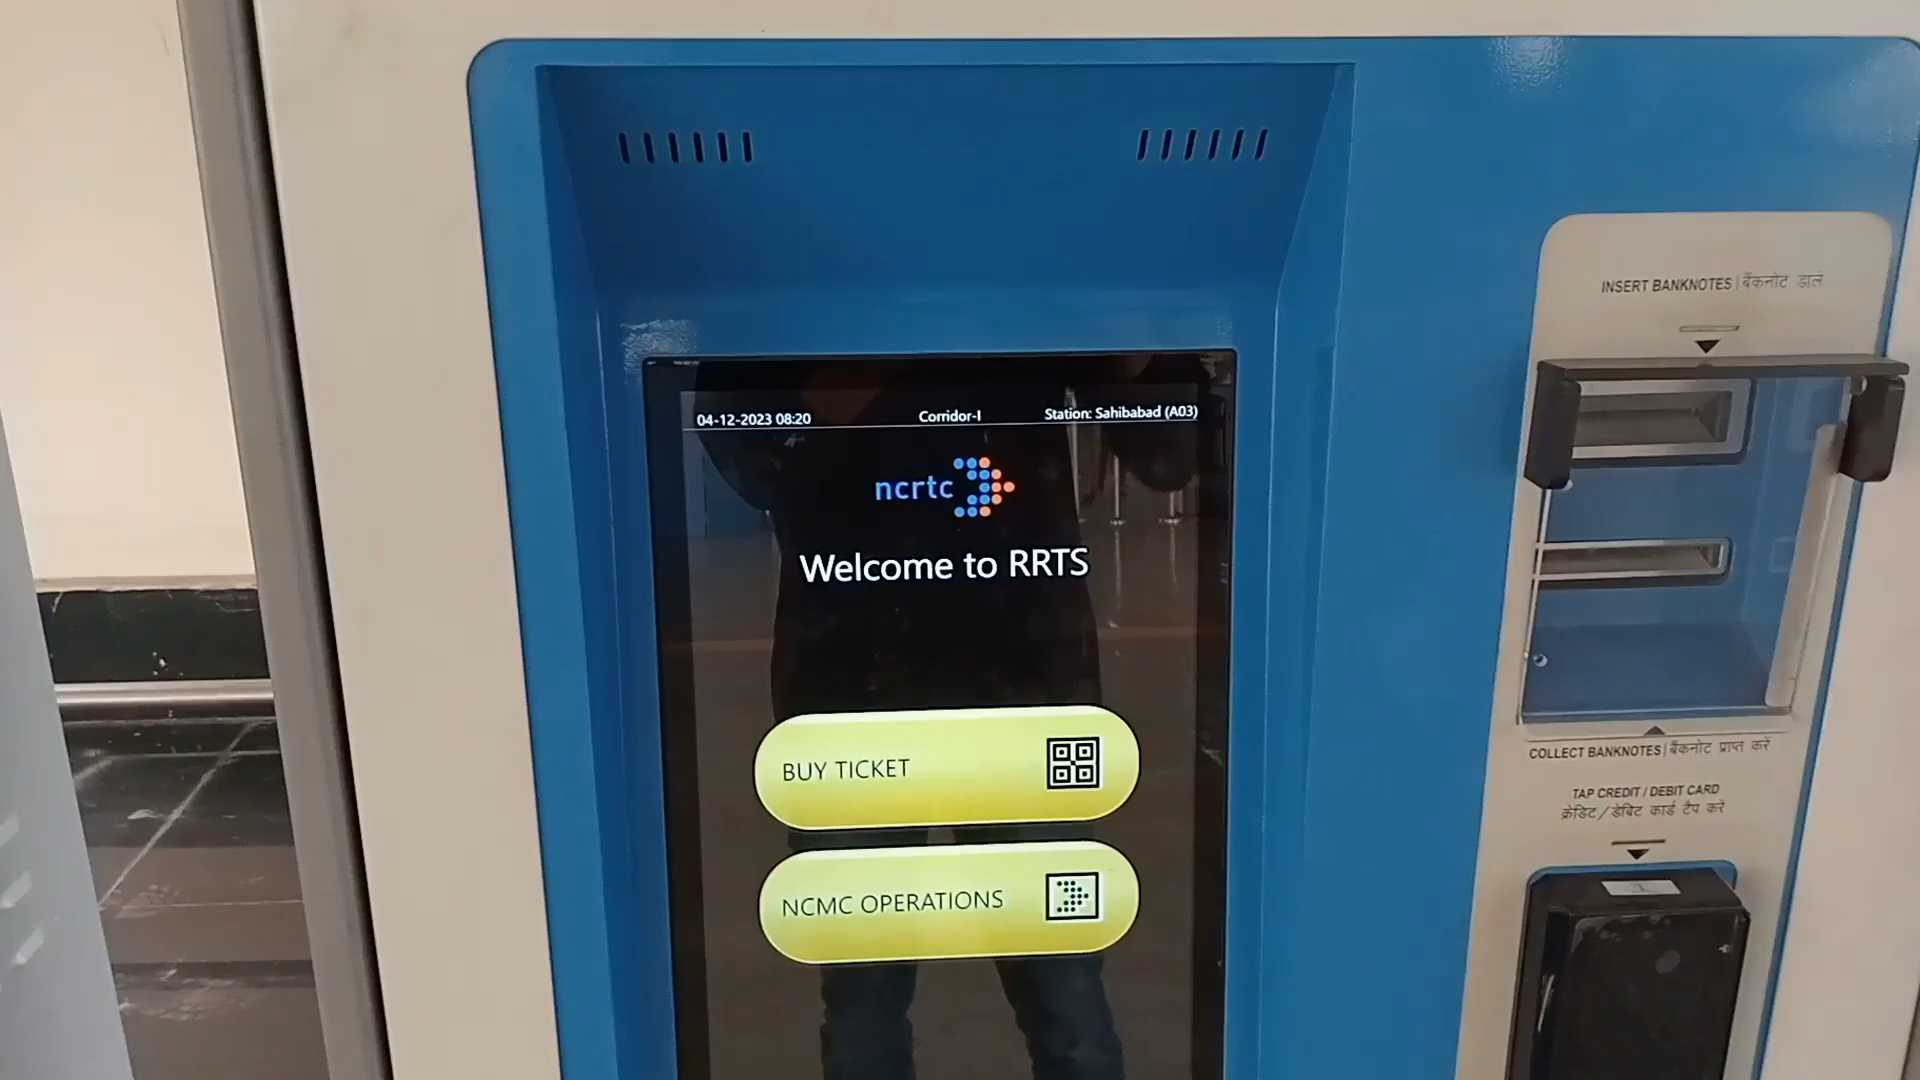 04-12-2023 08:20 Corridor-I Station: Sahibabad (A03)
ncrtc
Welcome to RRTS
BUY TICKET
NCMC OPERATIONS
INSERT BANKNOTES | बैंकनोट डालें
COLLECT BANKNOTES | बैंकनोट प्राप्त करें
TAP CREDIT / DEBIT CARD
क्रेडिट / डेबिट कार्ड टैप करें